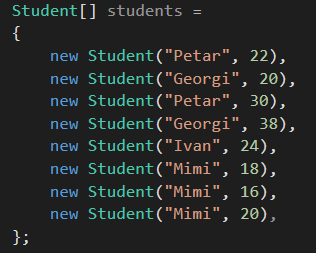 Student[] students =
{
    new Student("Petar", 22),
    new Student("Georgi", 20),
    new Student("Petar", 30),
    new Student("Georgi", 38),
    new Student("Ivan", 24),
    new Student("Mimi", 18),
    new Student("Mimi", 16),
    new Student("Mimi", 20),
};